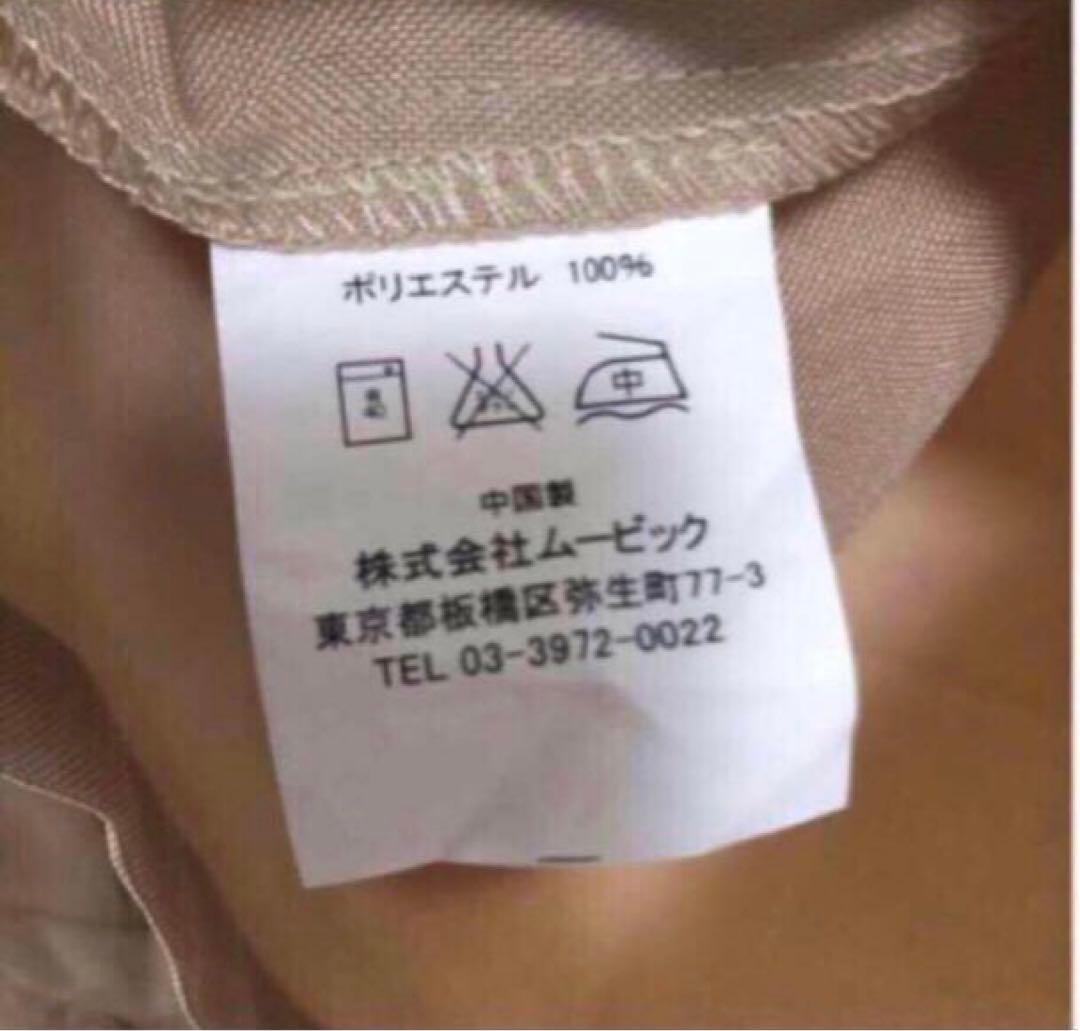 ポリエステル 100%
中
中国製
株式会社ムービック
東京都板橋区弥生町77-3
TEL 03-3972-0022